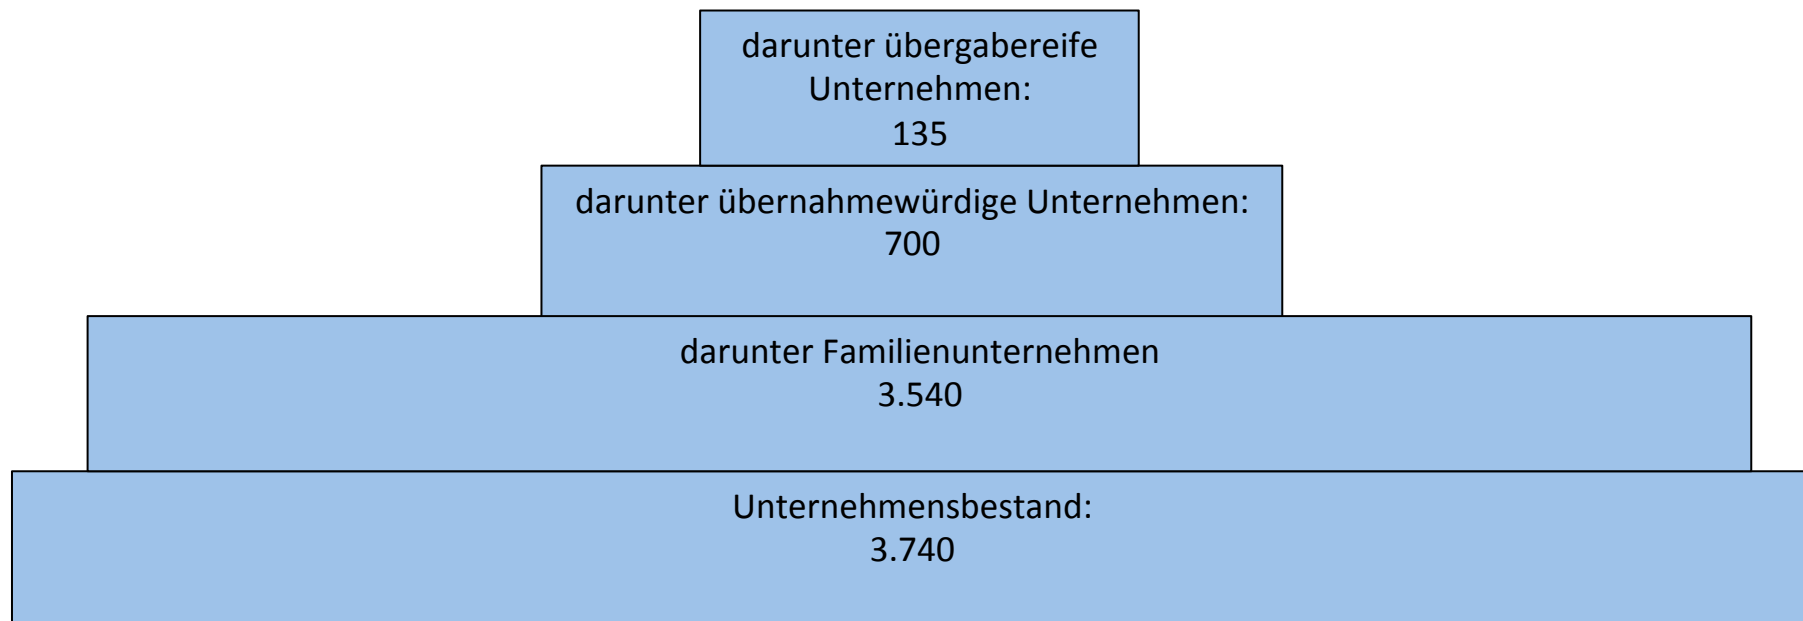 darunter übergabereife
Unternehmen:
135
darunter übernahmewürdige Unternehmen:
700
darunter Familienunternehmen
3.540
Unternehmensbestand:
3.740